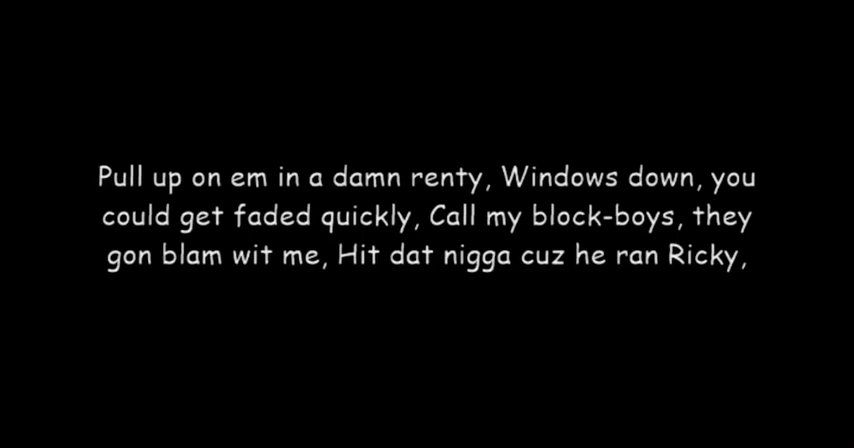 Pull up on em in a damn renty, Windows down, you
could get faded quickly, Call my block-boys, they
gon blam wit me, Hit dat nigga cuz he ran Ricky,